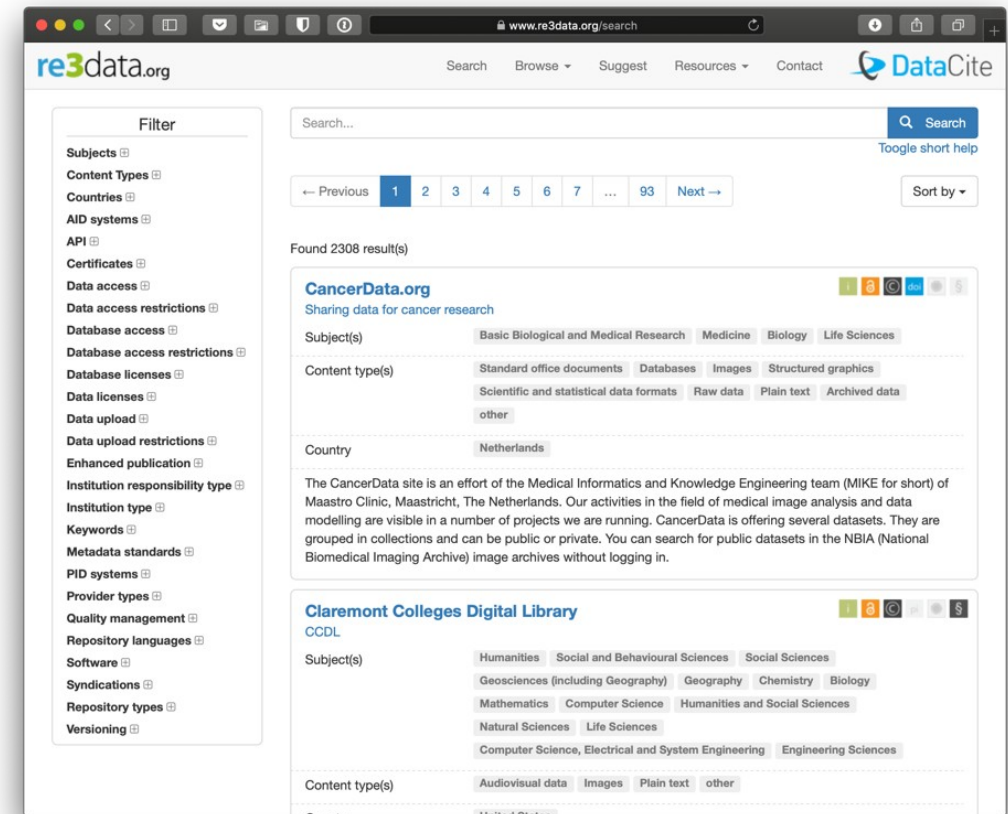 www.re3data.org/search
re3data.org
Search Browse Suggest Resources Contact
DataCite
Filter
Subjects
Content Types
Countries
AID systems
API
Certificates
Data access
Data access restrictions
Database access
Database access restrictions
Database licenses
Data licenses
Data upload
Data upload restrictions
Enhanced publication
Institution responsibility type
Institution type
Keywords
Metadata standards
PID systems
Provider types
Quality management
Repository languages
Software
Syndications
Repository types
Versioning
Search... Search
Toogle short help
← Previous 1 2 3 4 5 6 7 ... 93 Next →
Sort by
Found 2308 result(s)
CancerData.org
i © doi §
Sharing data for cancer research
Subject(s) Basic Biological and Medical Research Medicine Biology Life Sciences
Content type(s) Standard office documents Databases Images Structured graphics
Scientific and statistical data formats Raw data Plain text Archived data
other
Country Netherlands
The CancerData site is an effort of the Medical Informatics and Knowledge Engineering team (MIKE for short) of
Maastro Clinic, Maastricht, The Netherlands. Our activities in the field of medical image analysis and data
modelling are visible in a number of projects we are running. CancerData is offering several datasets. They are
grouped in collections and can be public or private. You can search for public datasets in the NBIA (National
Biomedical Imaging Archive) image archives without logging in.
Claremont Colleges Digital Library
i © §
CCDL
Subject(s) Humanities Social and Behavioural Sciences Social Sciences
Geosciences (including Geography) Geography Chemistry Biology
Mathematics Computer Science Humanities and Social Sciences
Natural Sciences Life Sciences
Computer Science, Electrical and System Engineering Engineering Sciences
Content type(s) Audiovisual data Images Plain text other